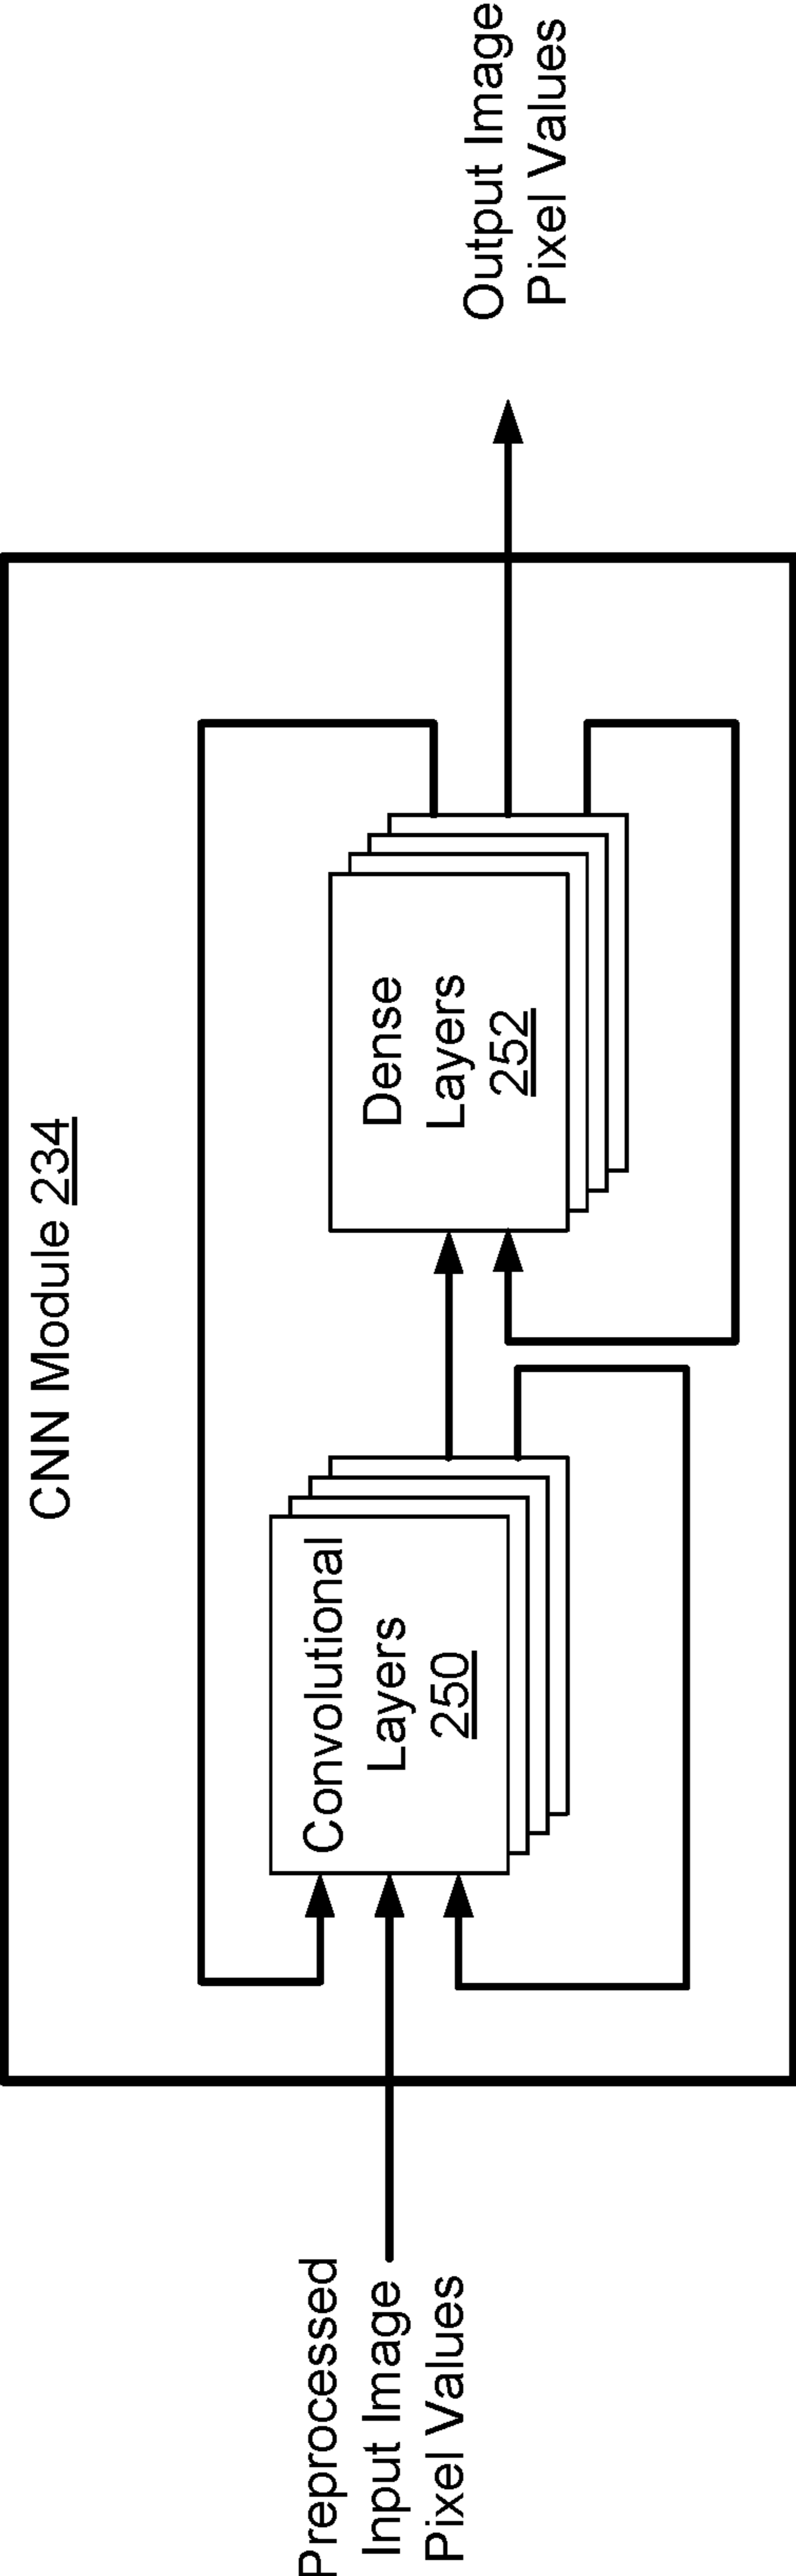 CNN Module 234
Preprocessed
Input Image
Pixel Values
Convolutional
Layers
250
Dense
Layers
252
Output Image
Pixel Values